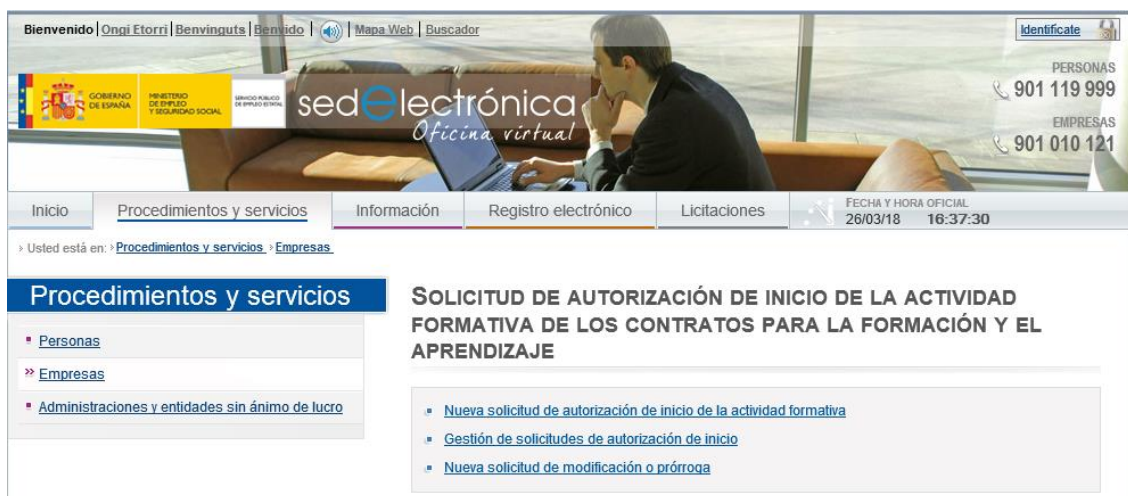 Bienvenido | Ongi Etorri | Benvinguts | Benvido | Mapa Web | Buscador
Identifícate
GOBIERNO DE ESPAÑA
MINISTERIO DE EMPLEO Y SEGURIDAD SOCIAL
SERVICIO PÚBLICO DE EMPLEO ESTATAL
sedelectrónica
Oficina virtual
PERSONAS
901 119 999
EMPRESAS
901 010 121
Inicio
Procedimientos y servicios
Información
Registro electrónico
Licitaciones
FECHA Y HORA OFICIAL
26/03/18 16:37:30
Usted está en: Procedimientos y servicios Empresas
Procedimientos y servicios
Personas
Empresas
Administraciones y entidades sin ánimo de lucro
SOLICITUD DE AUTORIZACIÓN DE INICIO DE LA ACTIVIDAD
FORMATIVA DE LOS CONTRATOS PARA LA FORMACIÓN Y EL
APRENDIZAJE
Nueva solicitud de autorización de inicio de la actividad formativa
Gestión de solicitudes de autorización de inicio
Nueva solicitud de modificación o prórroga